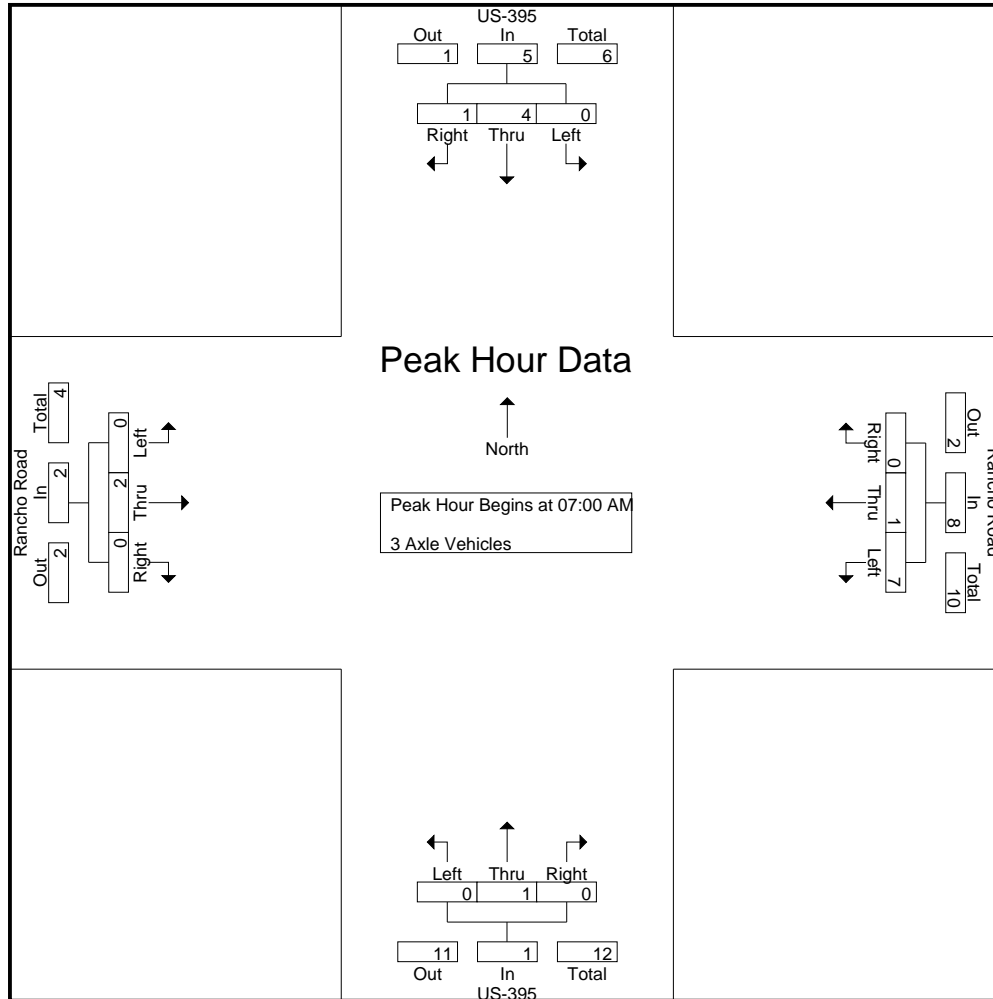 US-395
Out In Total
1 5 6
1 4 0
Right Thru Left
Peak Hour Data
North
Peak Hour Begins at 07:00 AM
3 Axle Vehicles
Rancho Road
Total In Out
4 2 2
0 2 0
Left Thru Right
Rancho Road
Out In Total
2 8 10
0 1 7
Right Thru Left
Left Thru Right
0 1 0
11 1 12
Out In Total
US-395